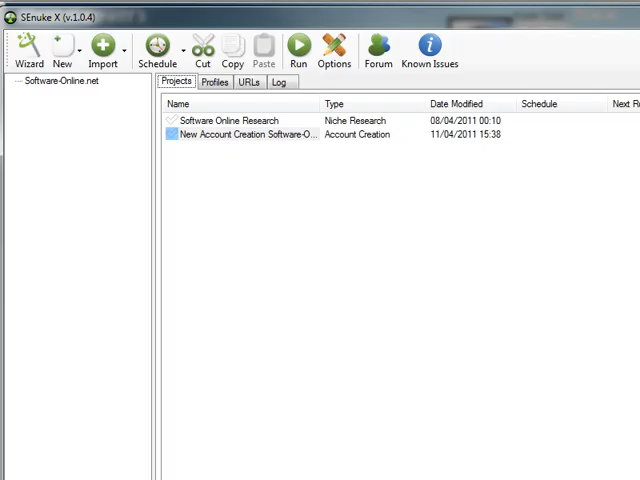 SEnuke X (v.1.0.4)
Wizard New Import Schedule Cut Copy Paste Run Options Forum Known Issues
Software-Online.net
Projects Profiles URLs Log
Name Type Date Modified Schedule Next R
Software Online Research Niche Research 08/04/2011 00:10
New Account Creation Software-O... Account Creation 11/04/2011 15:38